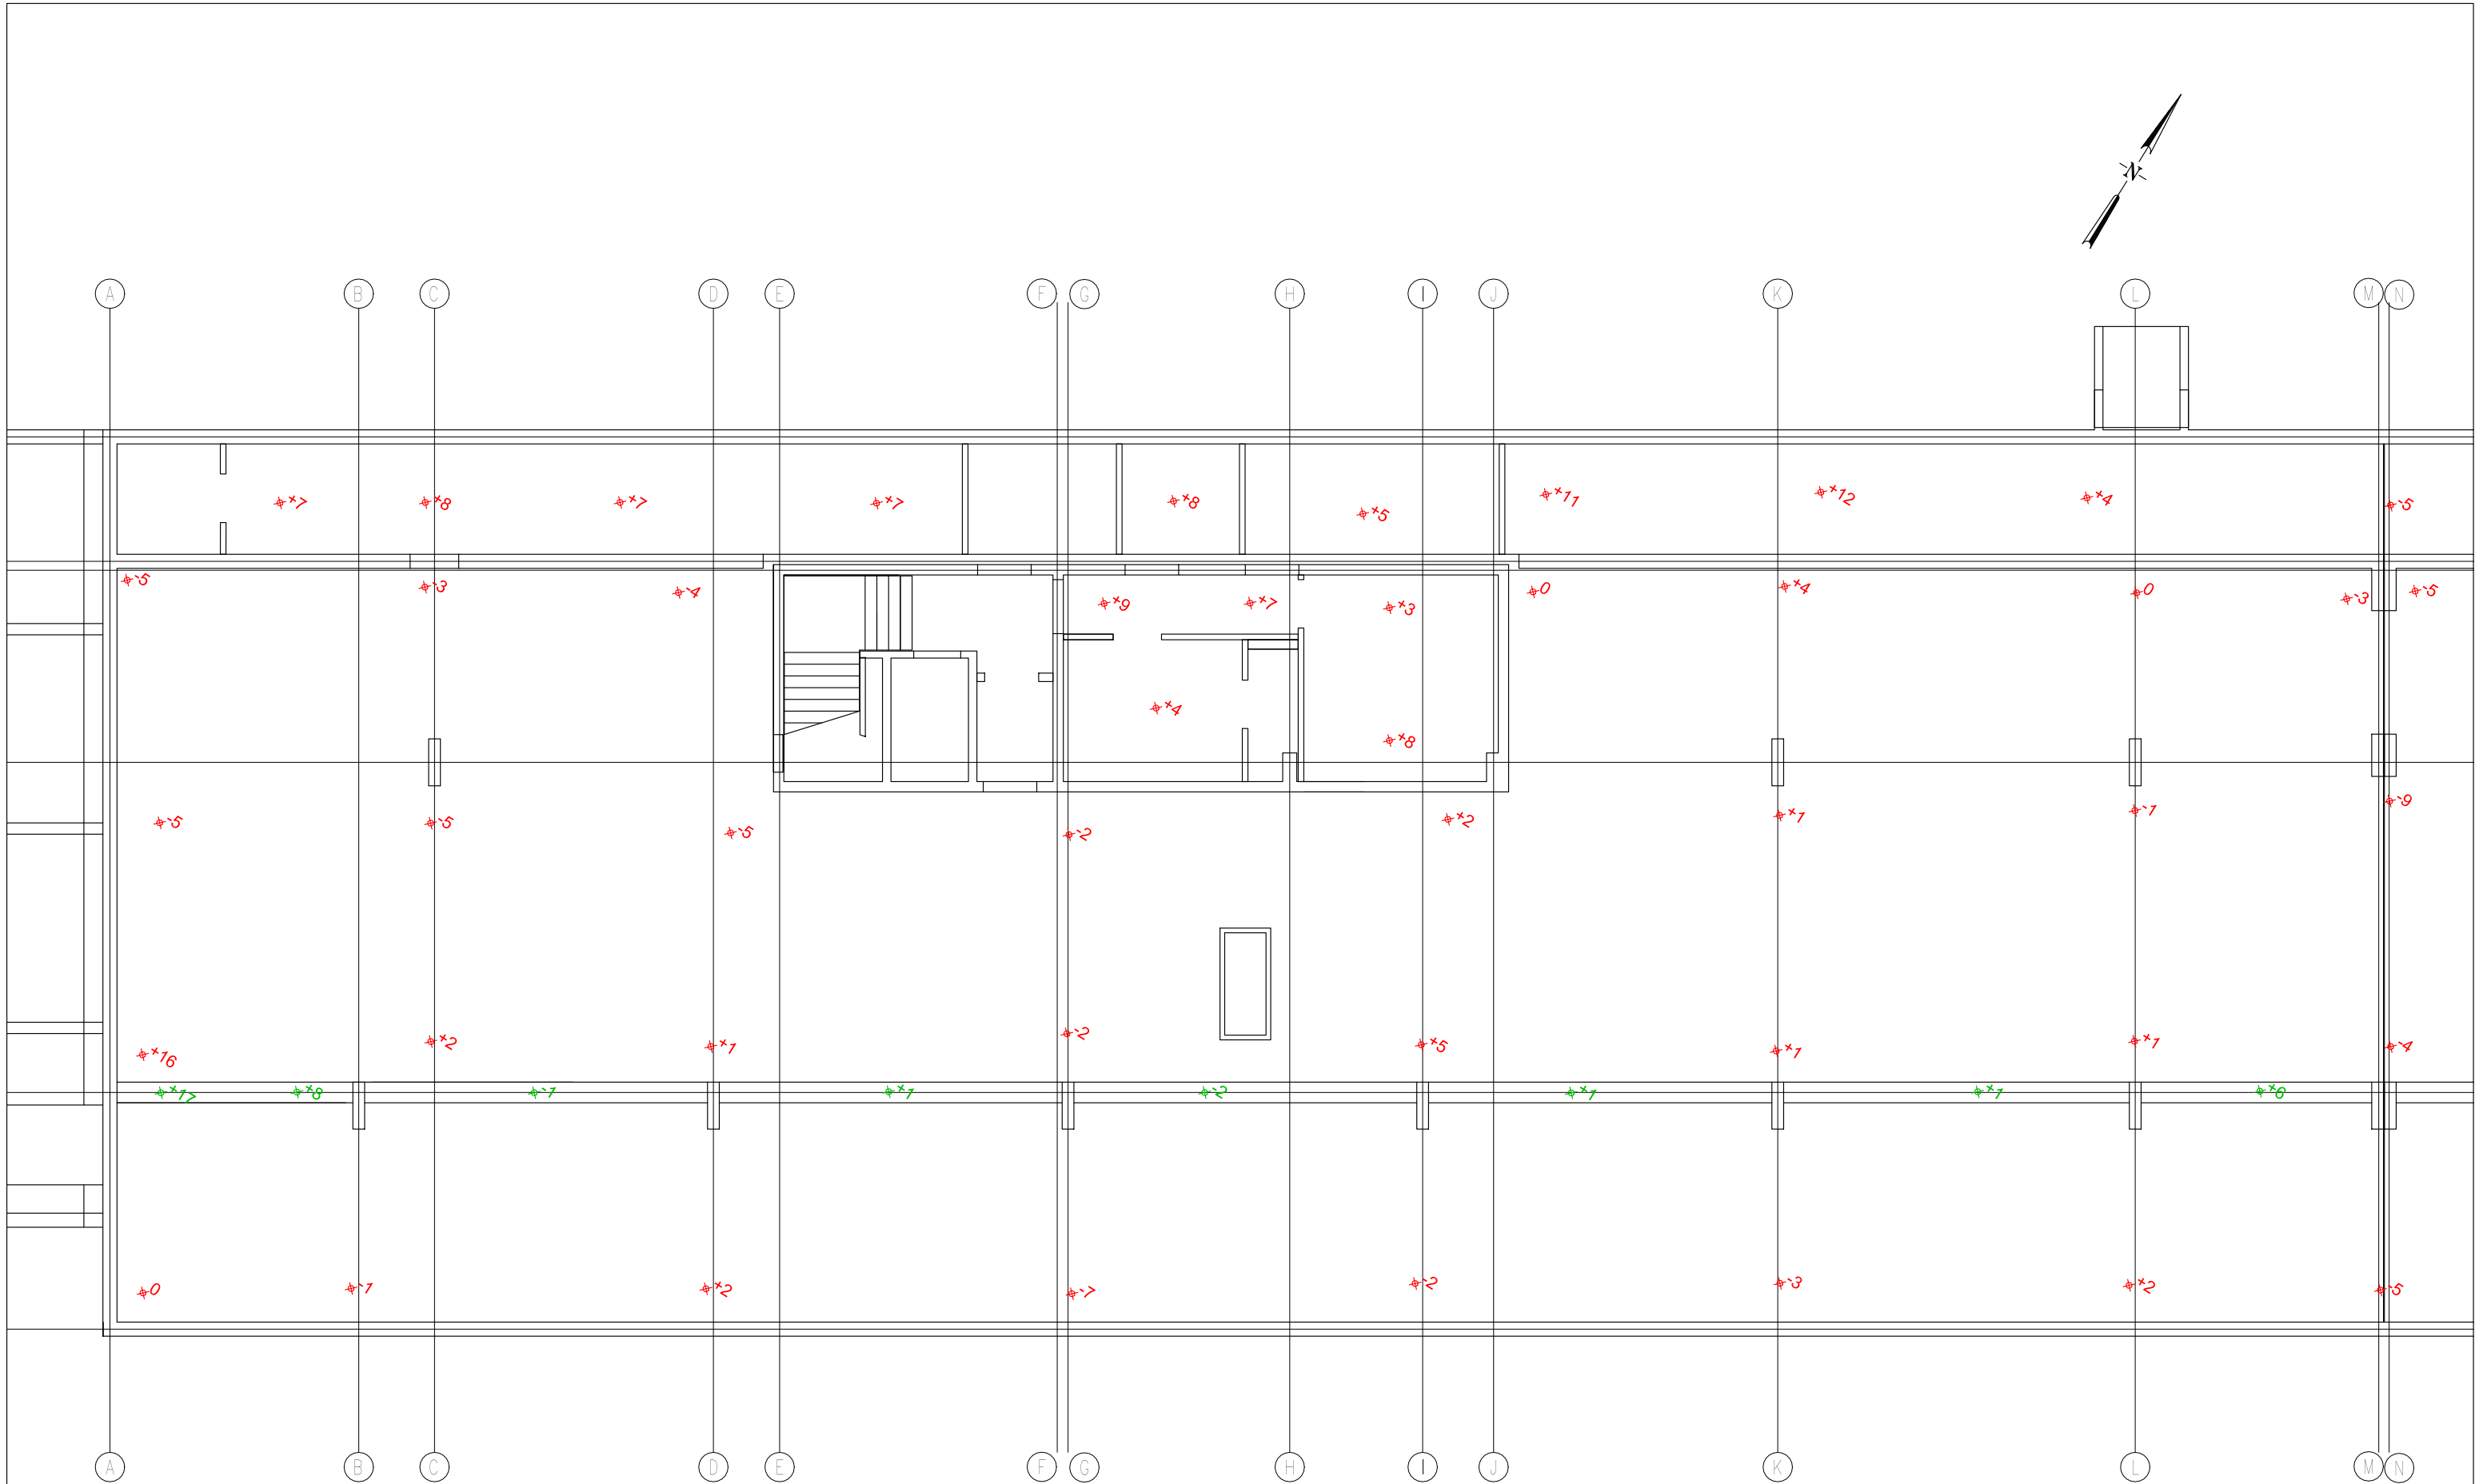 N
A B C D E F G H I J K L M N
+7 +8 +7 +7 +8 +5 +11 +12 +4 -5
-5 -3 -4 +9 +7 +3 0 +4 0 -3 -5
+4
+8
-5 -5 -5 -2 +2 +1 -1 -9
+16 +2 +1 -2 +5 +1 +1 -4
+17 +8 -1 +1 -2 +1 +1 +6
0 -1 +2 -7 -2 -3 +2 -5
A B C D E F G H I J K L M N